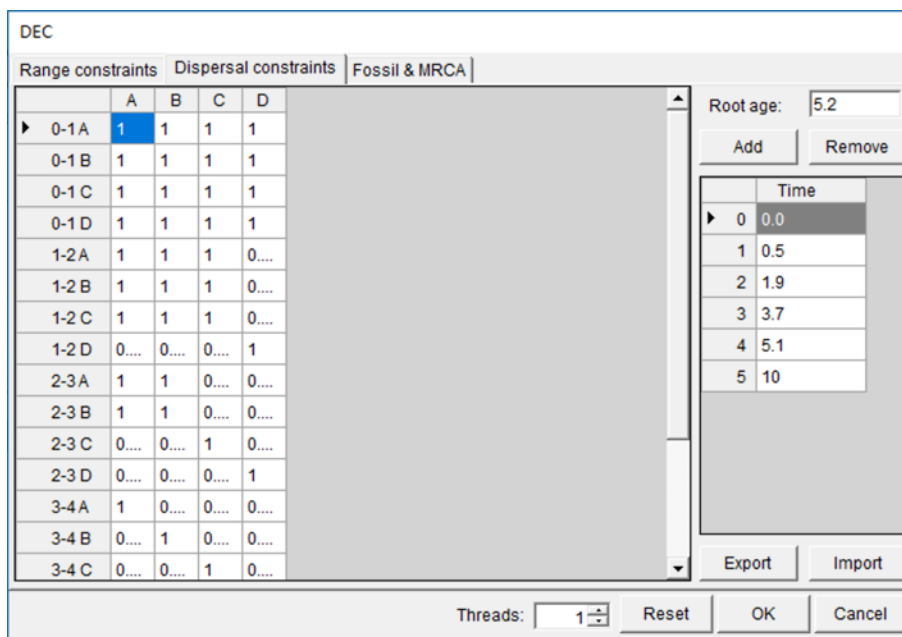 DEC
Range constraints Dispersal constraints Fossil & MRCA
A B C D
0-1 A 1 1 1 1
0-1 B 1 1 1 1
0-1 C 1 1 1 1
0-1 D 1 1 1 1
1-2 A 1 1 1 0....
1-2 B 1 1 1 0....
1-2 C 1 1 1 0....
1-2 D 0.... 0.... 0.... 1
2-3 A 1 1 0.... 0....
2-3 B 1 1 0.... 0....
2-3 C 0.... 0.... 1 0....
2-3 D 0.... 0.... 0.... 1
3-4 A 1 0.... 0.... 0....
3-4 B 0.... 1 0.... 0....
3-4 C 0.... 0.... 1 0....
Root age: 5.2
Add Remove
Time
0 0.0
1 0.5
2 1.9
3 3.7
4 5.1
5 10
Export Import
Threads: 1 Reset OK Cancel